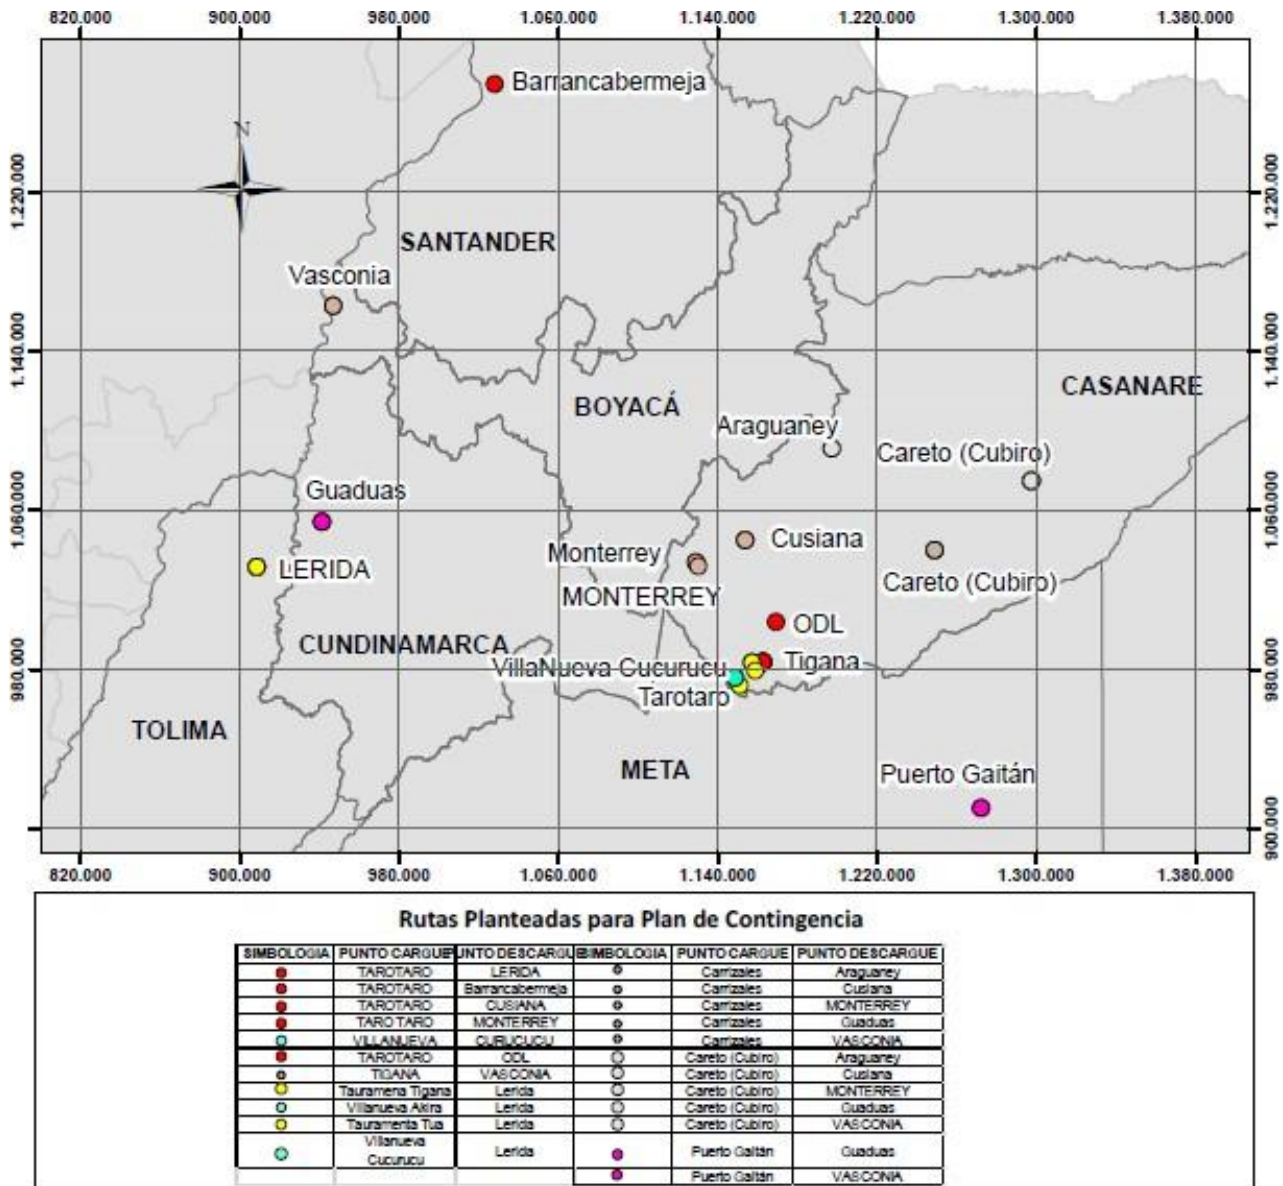 820.000 900.000 980.000 1.060.000 1.140.000 1.220.000 1.300.000 1.380.000
Barrancabermeja
N
1.220.000 1.220.000
SANTANDER
Vasconia
1.140.000 1.140.000
CASANARE
BOYACÁ
Araguaney
Careto (Cubiro)
Guaduas
1.060.000 1.060.000
Cusiana
Monterrey
LERIDA
Careto (Cubiro)
MONTERREY
ODL
CUNDINAMARCA
Tigana
VillaNueva Cucurucu
980.000 980.000
Tarotaro
TOLIMA
META
Puerto Gaitán
900.000
820.000 900.000 980.000 1.060.000 1.140.000 1.220.000 1.300.000 1.380.000
Rutas Planteadas para Plan de Contingencia
SIMBOLOGIA PUNTO CARGUE PUNTO DESCARGUE SIMBOLOGIA PUNTO CARGUE PUNTO DESCARGUE
TAROTARO LERIDA Carrizales Araguaney
TAROTARO Barrancabermeja Carrizales Cusiana
TAROTARO CUSIANA Carrizales MONTERREY
TARO TARO MONTERREY Carrizales Guaduas
VILLANUEVA CURUCUCU Carrizales VASCONIA
TAROTARO ODL Careto (Cubiro) Araguaney
TIGANA VASCONIA Careto (Cubiro) Cusiana
Tauramena Tigana Lerida Careto (Cubiro) MONTERREY
Villanueva Akira Lerida Careto (Cubiro) Guaduas
Tauramenta Tua Lerida Careto (Cubiro) VASCONIA
Villanueva
Cucurucu Lerida Puerto Gaitán Guaduas
Puerto Gaitán VASCONIA